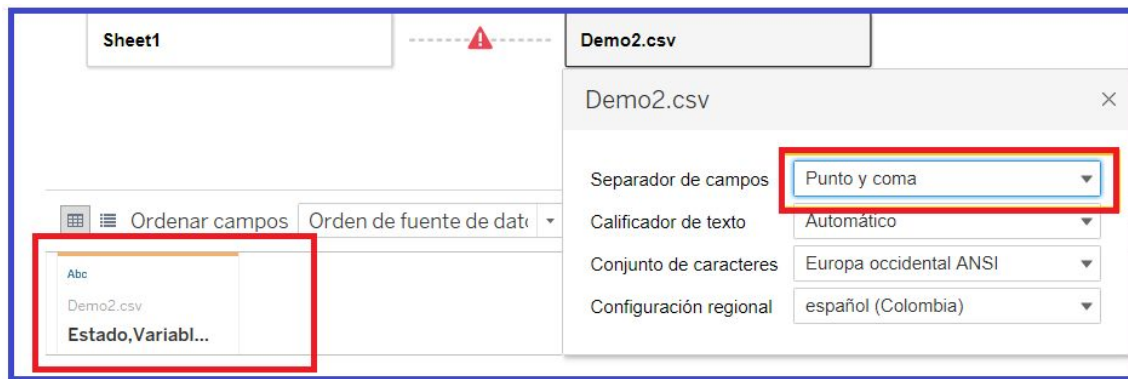 Sheet1
Demo2.csv
Demo2.csv
Separador de campos Punto y coma
Calificador de texto Automático
Conjunto de caracteres Europa occidental ANSI
Configuración regional español (Colombia)
Ordenar campos Orden de fuente de dat
Abc
Demo2.csv
Estado,Variabl...